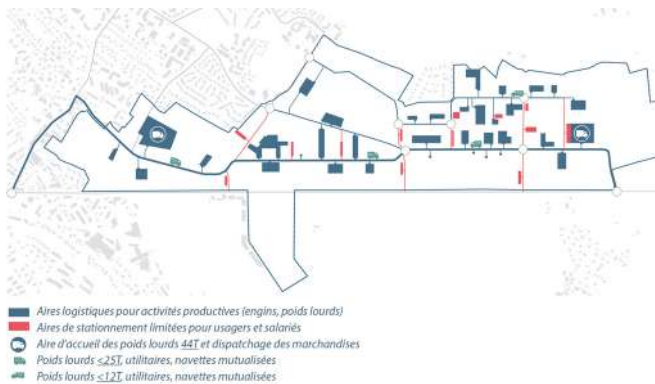 Aires logistiques pour activités productives (engins, poids lourds)
Aires de stationnement limitées pour usagers et salariés
Aire d'accueil des poids lourds 44T et dispatchage des marchandises
Poids lourds <25T, utilitaires, navettes mutualisées
Poids lourds <12T, utilitaires, navettes mutualisées